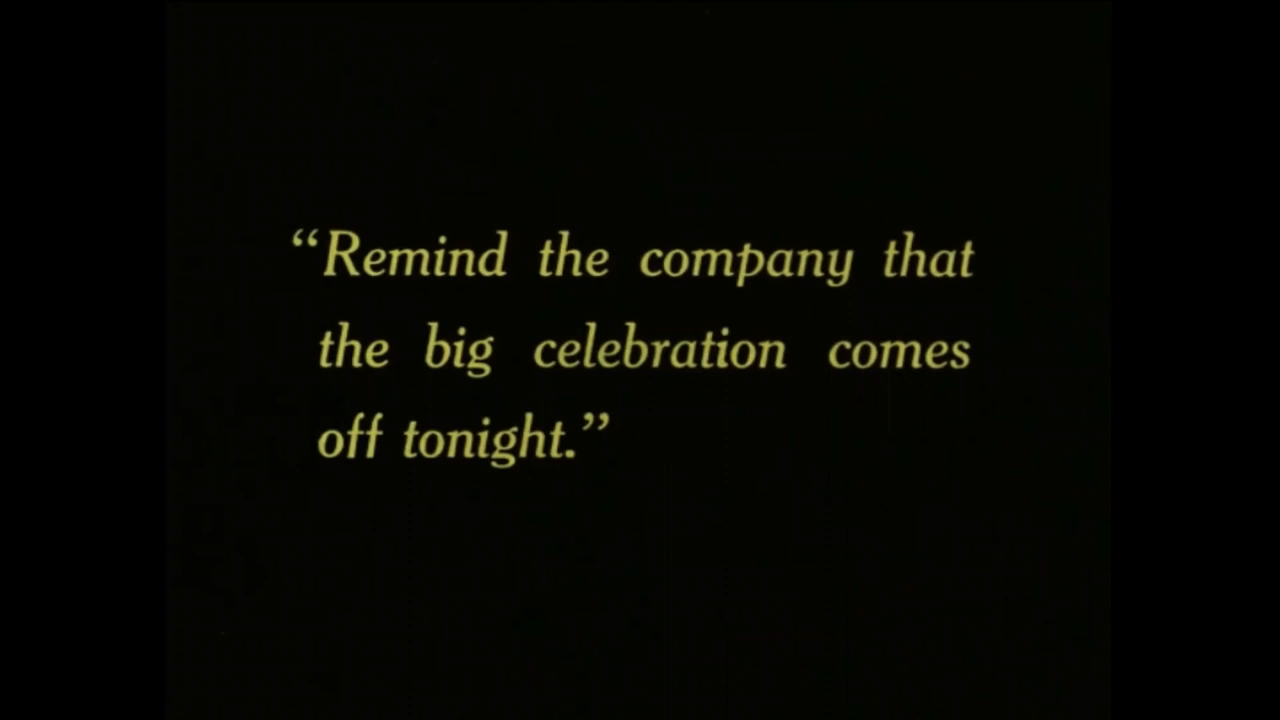 “Remind the company that
the big celebration comes
off tonight.”